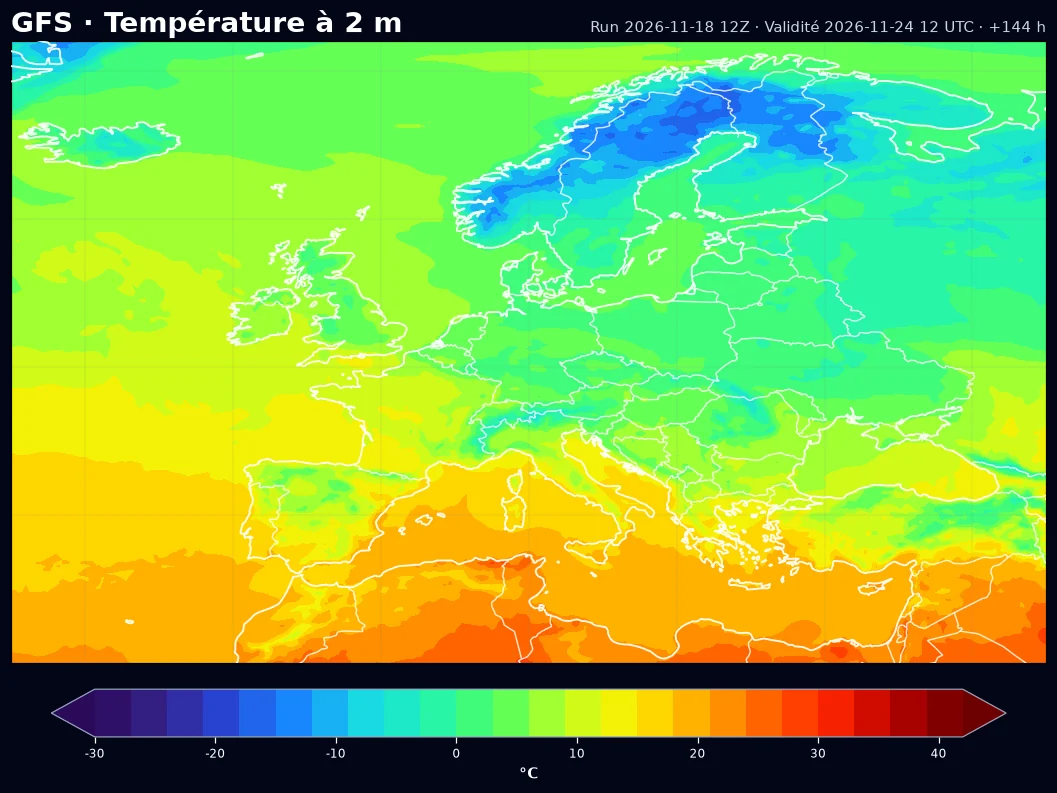 GFS · Température à 2 m
Run 2026-11-18 12Z · Validité 2026-11-24 12 UTC · +144 h
-30 -20 -10 0 10 20 30 40
°C